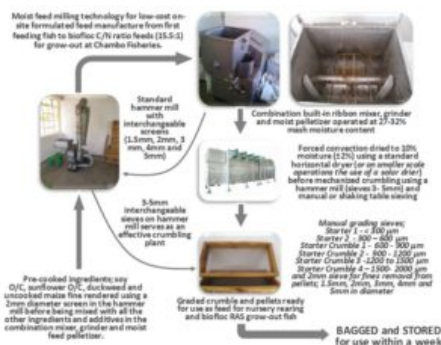 Moist feed milling technology for low-cost on-
site formulated feed manufacture from first
feeding fish to biofloc C/N ratio feeds (15.5:1)
for grow-out at Chambo Fisheries.
Standard
hammer mill
with
interchangeable
screens
(1.5mm, 2mm, 3
mm, 4mm and
5mm)
Combination built-in ribbon mixer, grinder
and moist pelletizer operated at 27-32%
mash moisture content
Forced convection dried to 10%
moisture (±2%) using a standard
horizontal dryer (or on smaller scale
operations the use of a solar drier)
before mechanized crumbling using a
hammer mill (sieves 3- 5mm) and
manual or shaking table sieving
3-5mm
interchangeable
sieves on hammer
mill serves as an
effective crumbling
plant
Manual grading sieves;
Starter 1 - < 300 µm
Starter 2 - 300 – 600 µm
Starter Crumble 1 - 600 - 900 µm
Starter Crumble 2 - 900 - 1200 µm
Starter Crumble 3 -1200 to 1500 µm
Starter Crumble 4 – 1500- 2000 µm
and 2mm sieve for fines removal from
pellets; 1.5mm, 2mm, 3mm, 4mm and
5mm in diameter
Pre-cooked ingredients; soy
O/C, sunflower O/C, duckweed and
uncooked maize fine rendered using a
2mm diameter screen in the hammer
mill before being mixed with all the
other ingredients and additives in the
combination mixer, grinder and moist
feed pelletizer.
Graded crumble and pellets ready
for use as feed for nursery rearing
and biofloc RAS grow-out fish
BAGGED and STORED
for use within a week